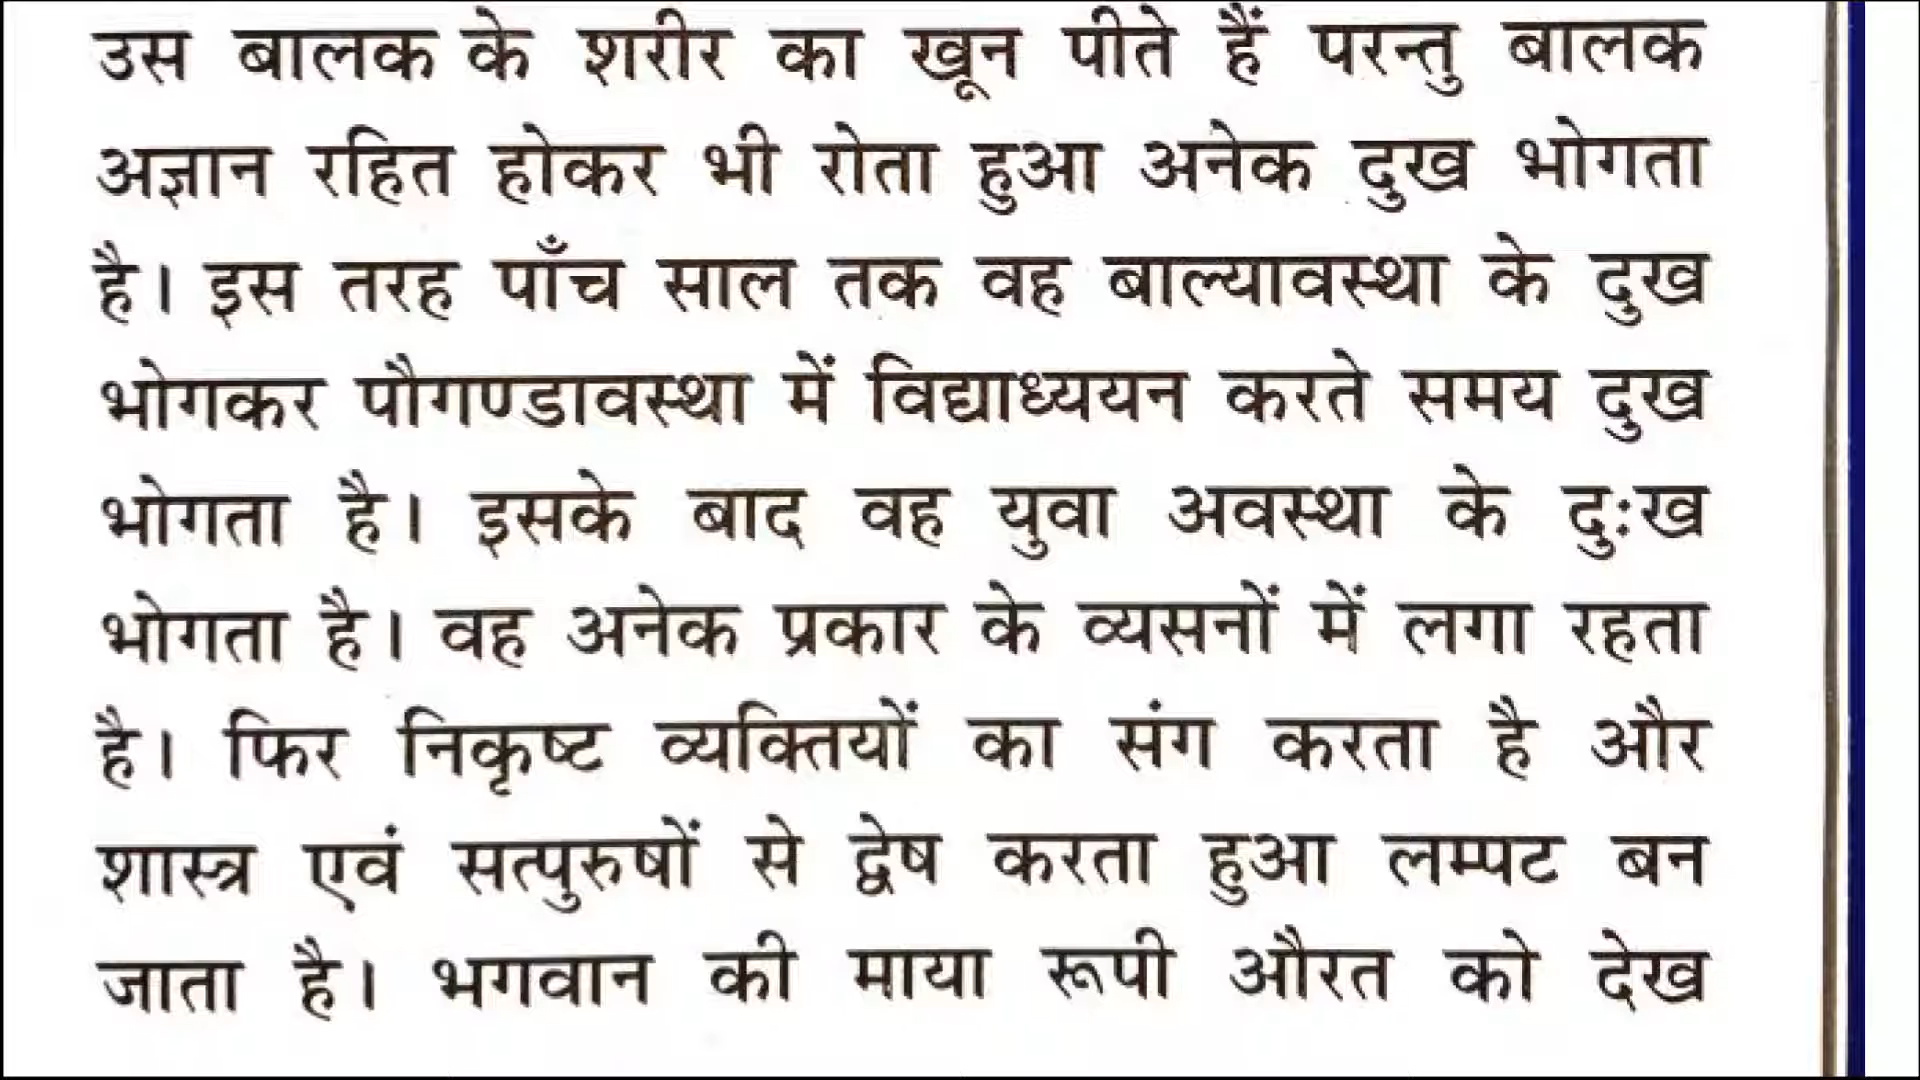 उस बालक के शरीर का खून पीते हैं परन्तु बालक
अज्ञान रहित होकर भी रोता हुआ अनेक दुख भोगता
है। इस तरह पाँच साल तक वह बाल्यावस्था के दुख
भोगकर पौगण्डावस्था में विद्याध्ययन करते समय दुख
भोगता है। इसके बाद वह युवा अवस्था के दुःख
भोगता है। वह अनेक प्रकार के व्यसनों में लगा रहता
है। फिर निकृष्ट व्यक्तियों का संग करता है और
शास्त्र एवं सत्पुरुषों से द्वेष करता हुआ लम्पट बन
जाता है। भगवान की माया रूपी औरत को देख